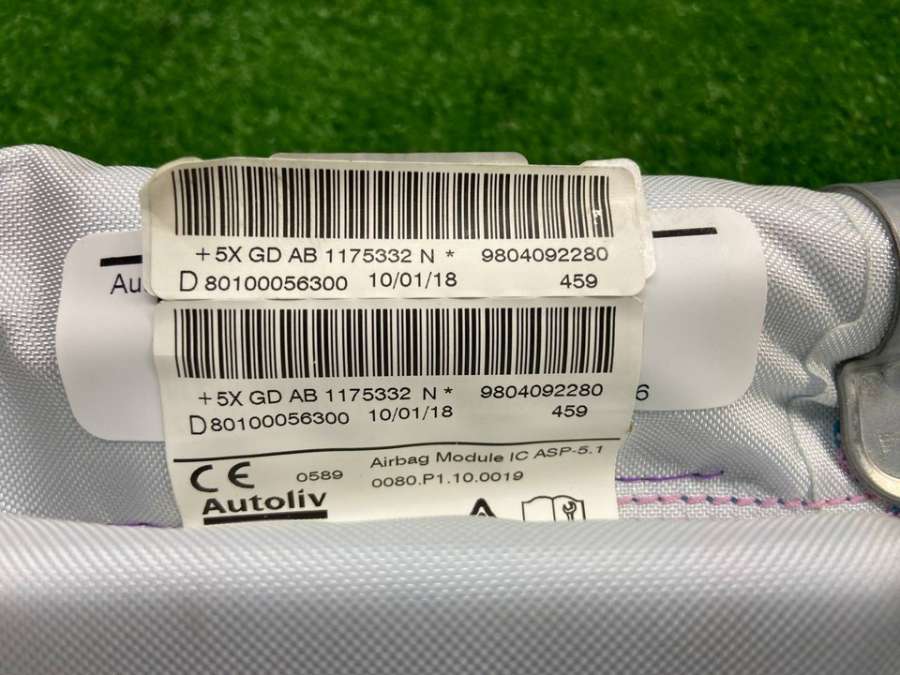 + 5X GD AB 1175332 N * 9804092280
D 80100056300 10/01/18 459
Au
+ 5X GD AB 1175332 N * 9804092280
D 80100056300 10/01/18 459
6
CE 0589 Airbag Module IC ASP-5.1
0080.P1.10.0019
Autoliv